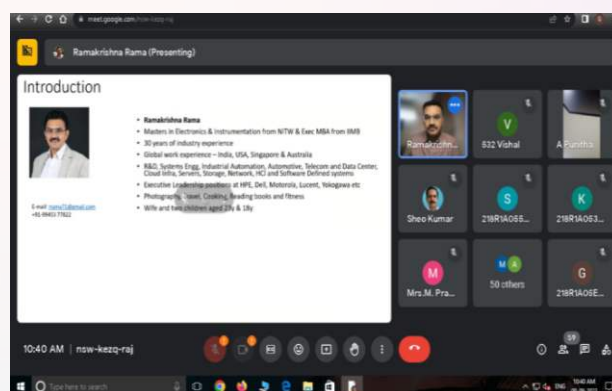 meet.google.com/nsw-kezq-raj
Ramakrishna Rama (Presenting)
Introduction
• Ramakrishna Rama
• Masters in Electronics & Instrumentation from NITW & Exec MBA from IIMB
• 30 years of industry experience
• Global work experience – India, USA, Singapore & Australia
• R&D, Systems Engg, Industrial Automation, Automotive, Telecom and Data Center,
Cloud Infra, Servers, Storage, Network, HCI and Software Defined systems
• Executive Leadership positions at HPE, Dell, Motorola, Lucent, Yokogawa etc
• Photography, Travel, Cooking, Reading books and fitness
• Wife and two children aged 23y & 18y
E-mail:
Ramakrishn...
V
532 Vishal
A Punitha
Sheo Kumar
S
218R1A055...
K
218R1A053...
M
Mrs.M. Pra...
M A
50 others
G
218R1A05E...
10:40 AM | nsw-kezq-raj
59
Type here to search
ENG
10:40 AM